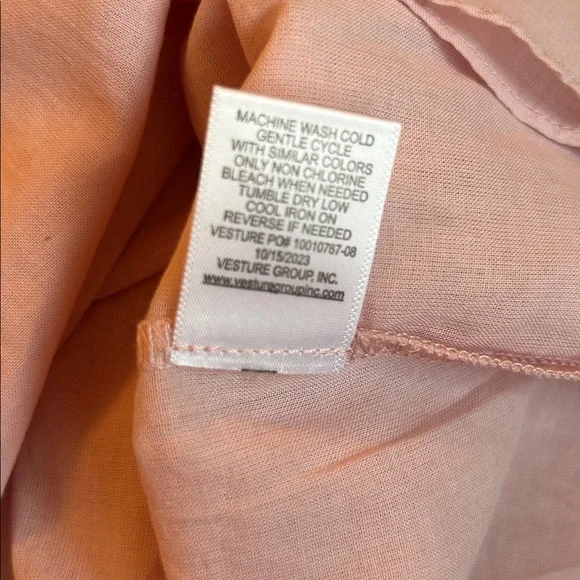 MACHINE WASH COLD
GENTLE CYCLE
WITH SIMILAR COLORS
ONLY NON CHLORINE
BLEACH WHEN NEEDED
TUMBLE DRY LOW
COOL IRON ON
REVERSE IF NEEDED
VESTURE PO# 10010767-08
10/15/2023
VESTURE GROUP, INC.
www.vesturegroupinc.com